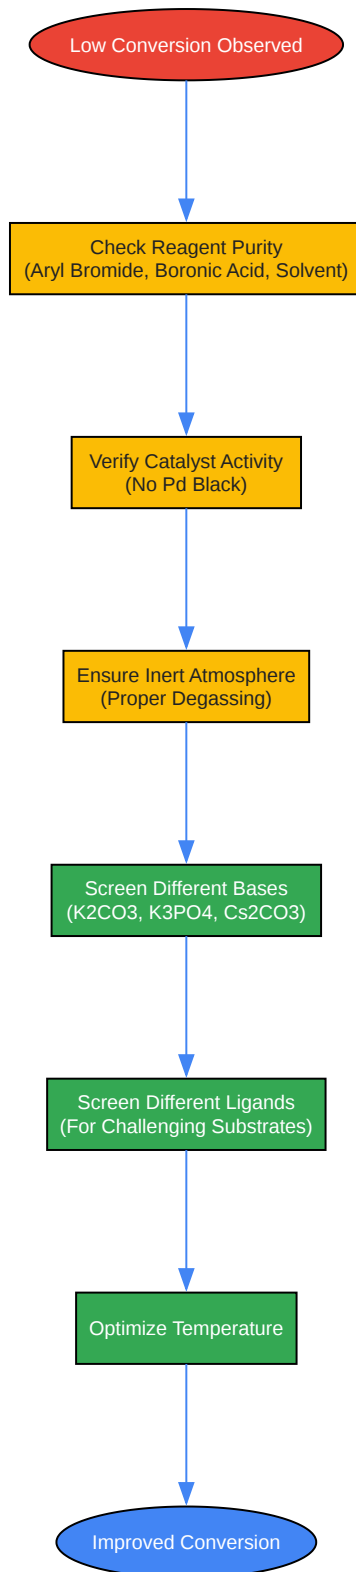 Low Conversion Observed
Check Reagent Purity
(Aryl Bromide, Boronic Acid, Solvent)
Verify Catalyst Activity
(No Pd Black)
Ensure Inert Atmosphere
(Proper Degassing)
Screen Different Bases
(K2CO3, K3PO4, Cs2CO3)
Screen Different Ligands
(For Challenging Substrates)
Optimize Temperature
Improved Conversion